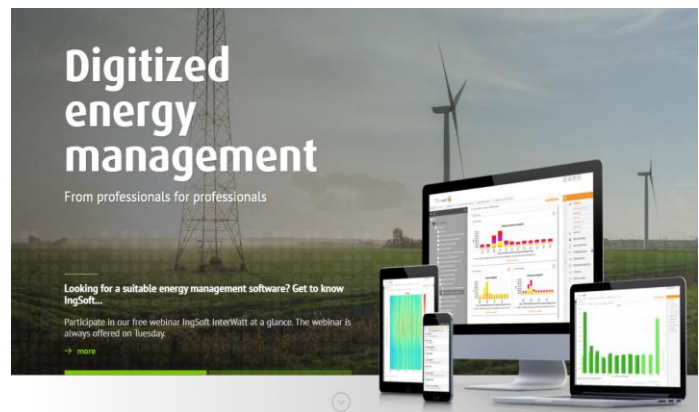 Digitized
energy
management
From professionals for professionals
Looking for a suitable energy management software? Get to know
IngSoft...
Participate in our free webinar IngSoft InterWatt at a glance. The webinar is
always offered on Tuesday.
→ more